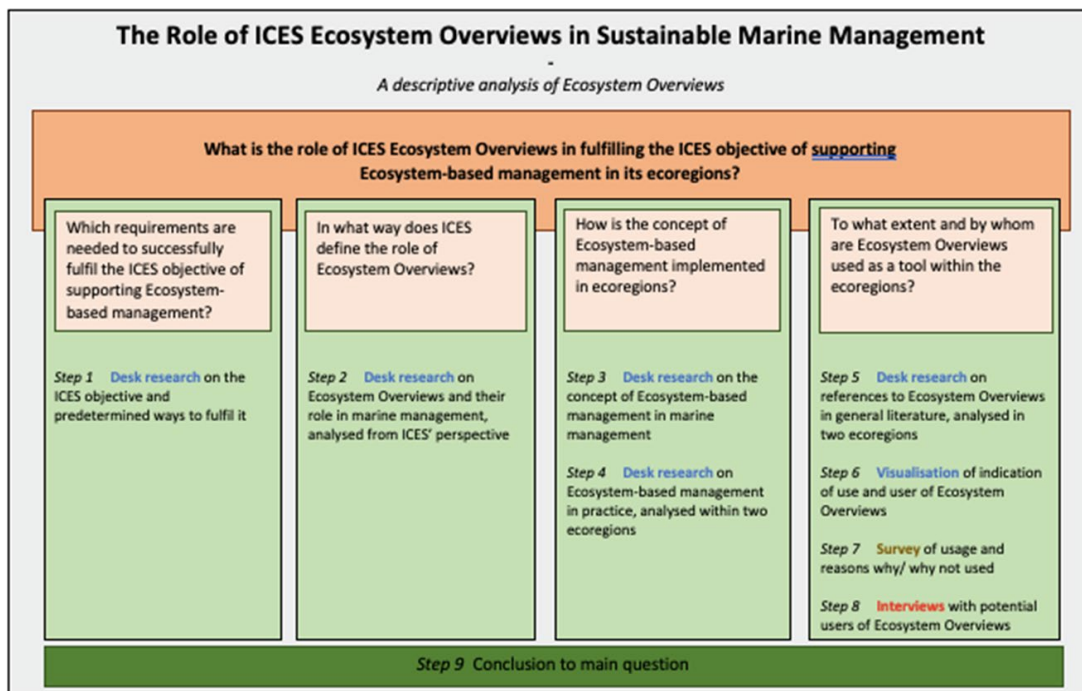 The Role of ICES Ecosystem Overviews in Sustainable Marine Management
-
A descriptive analysis of Ecosystem Overviews
What is the role of ICES Ecosystem Overviews in fulfilling the ICES objective of supporting
Ecosystem-based management in its ecoregions?
Which requirements are
needed to successfully
fulfil the ICES objective of
supporting Ecosystem-
based management?
Step 1 Desk research on the
ICES objective and
predetermined ways to fulfil it
In what way does ICES
define the role of
Ecosystem Overviews?
Step 2 Desk research on
Ecosystem Overviews and their
role in marine management,
analysed from ICES' perspective
How is the concept of
Ecosystem-based
management implemented
in ecoregions?
Step 3 Desk research on the
concept of Ecosystem-based
management in marine
management
Step 4 Desk research on
Ecosystem-based management
in practice, analysed within two
ecoregions
To what extent and by whom
are Ecosystem Overviews
used as a tool within the
ecoregions?
Step 5 Desk research on
references to Ecosystem Overviews
in general literature, analysed in
two ecoregions
Step 6 Visualisation of indication
of use and user of Ecosystem
Overviews
Step 7 Survey of usage and
reasons why/ why not used
Step 8 Interviews with potential
users of Ecosystem Overviews
Step 9 Conclusion to main question